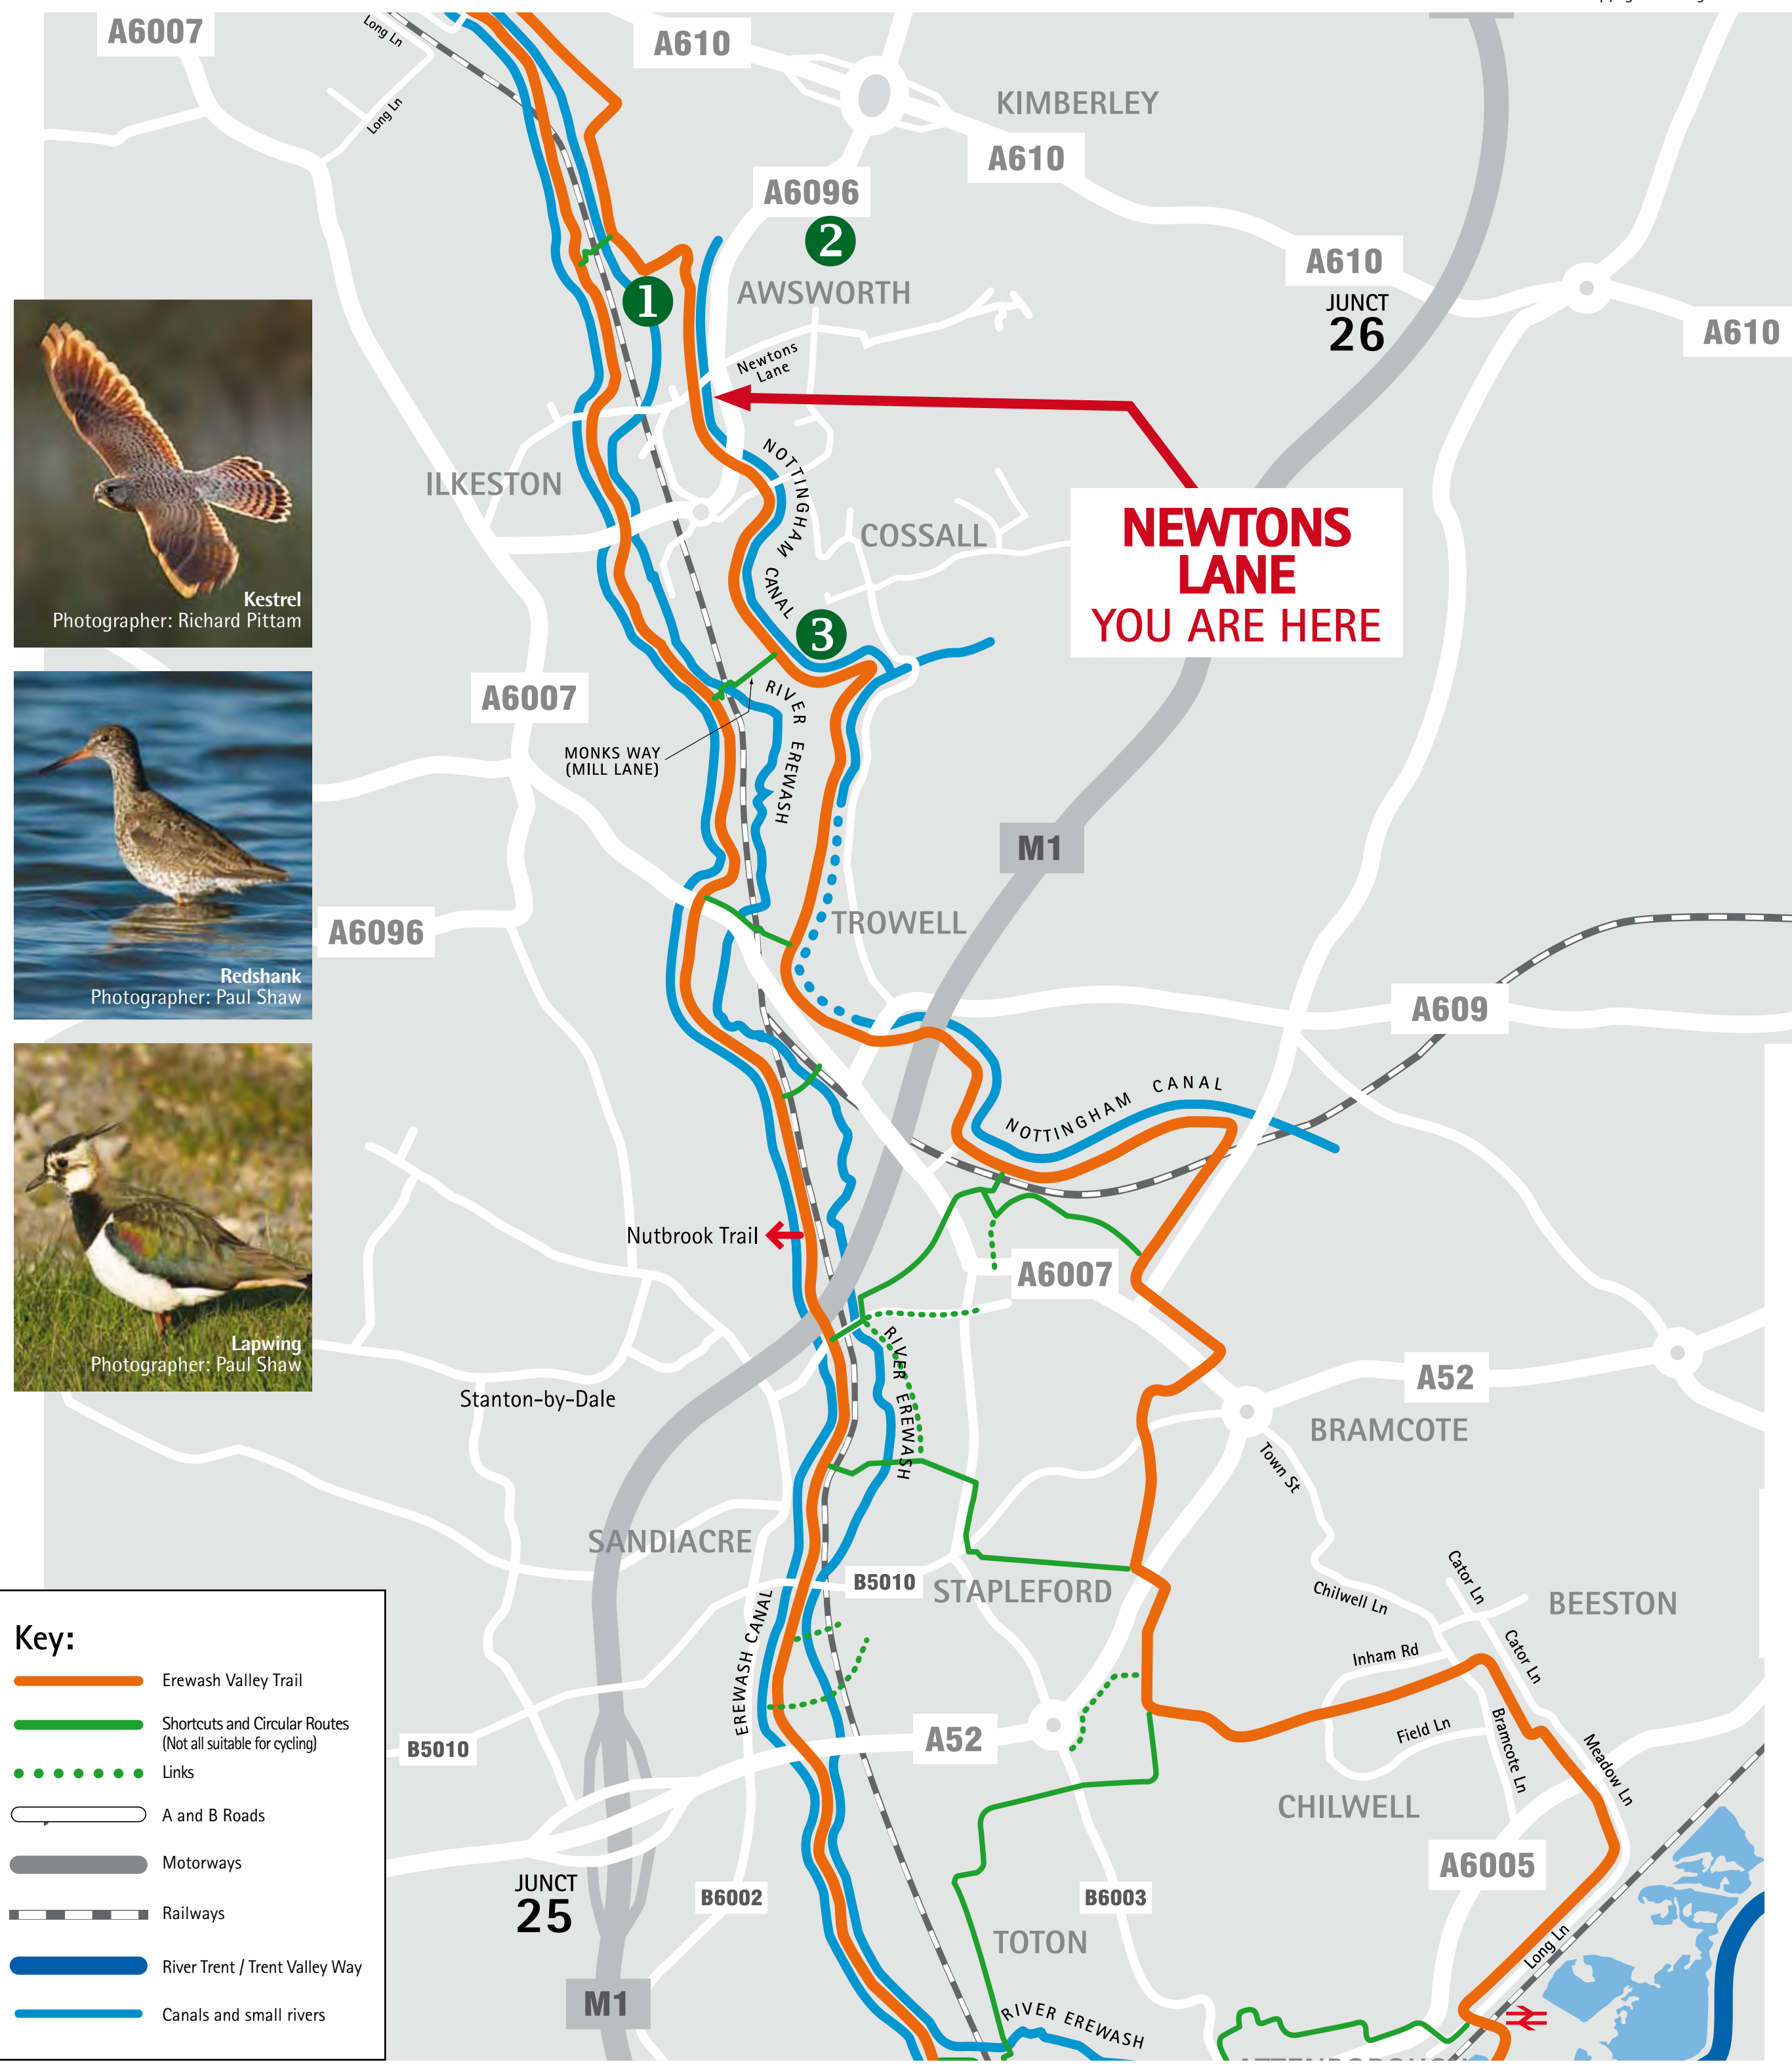 A6007
Long Ln
Long Ln
A610
KIMBERLEY
A610
A6096
2
AWSWORTH
A610
JUNCT
26
A610
1
Newtons
Lane
ILKESTON
NOTTINGHAM CANAL
COSSALL
NEWTONS
LANE
YOU ARE HERE
Kestrel
Photographer: Richard Pittam
3
A6007
RIVER EREWASH
MONKS WAY
(MILL LANE)
M1
TROWELL
A6096
Redshank
Photographer: Paul Shaw
A609
NOTTINGHAM CANAL
Nutbrook Trail
A6007
Lapwing
Photographer: Paul Shaw
RIVER EREWASH
A52
Stanton-by-Dale
BRAMCOTE
Town St
SANDIACRE
B5010
STAPLEFORD
Cator Ln
Chilwell Ln
BEESTON
Cator Ln
Inham Rd
EREWASH CANAL
Field Ln
Bramcote Ln
Meadow Ln
B5010
A52
CHILWELL
A6005
JUNCT
25
B6002
B6003
TOTON
Long Ln
M1
RIVER EREWASH
Key:
Erewash Valley Trail
Shortcuts and Circular Routes
(Not all suitable for cycling)
Links
A and B Roads
Motorways
Railways
River Trent / Trent Valley Way
Canals and small rivers